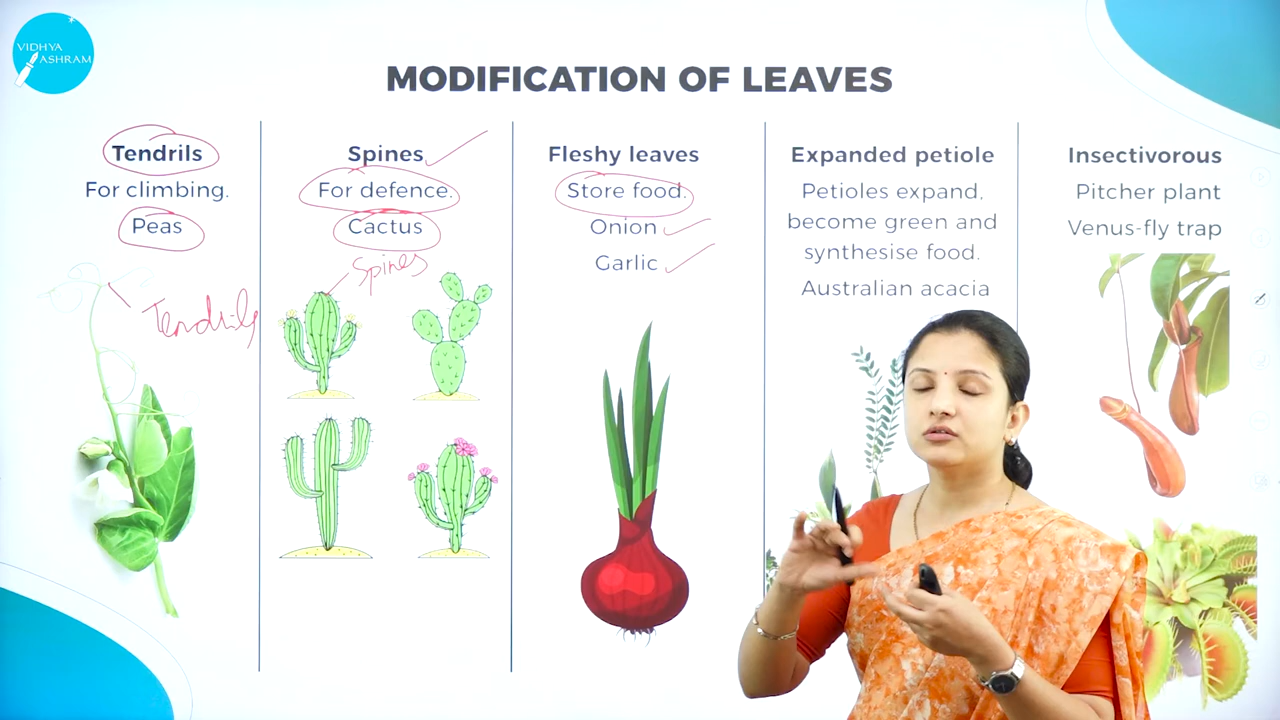 VIDHYA
ASHRAM
MODIFICATION OF LEAVES
Tendrils
For climbing.
Peas
Tendrils
Spines
For defence.
Cactus
Spines
Fleshy leaves
Store food.
Onion
Garlic
Expanded petiole
Petioles expand,
become green and
synthesise food.
Australian acacia
Insectivorous
Pitcher plant
Venus-fly trap